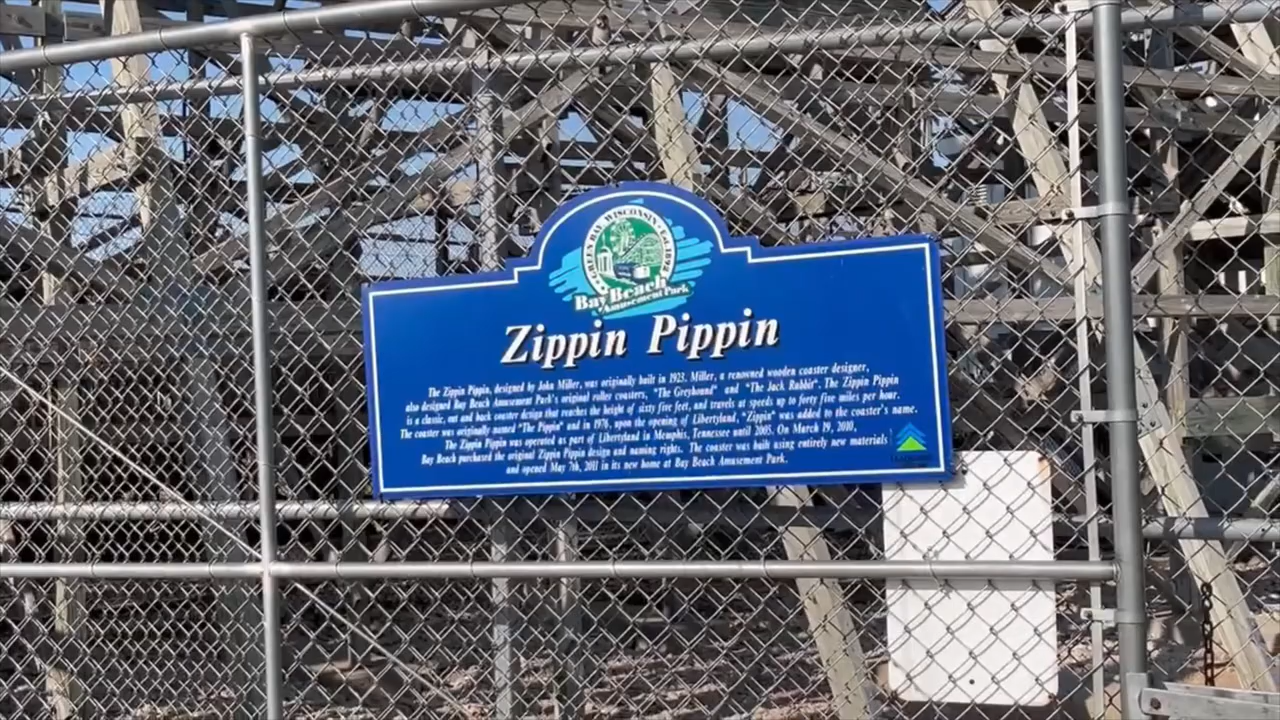 GREEN BAY WISCONSIN
Bay Beach
Amusement Park
Zippin Pippin
The Zippin Pippin, designed by John Miller, was originally built in 1923. Miller, a renowned wooden coaster designer,
also designed Bay Beach Amusement Park's original roller coasters, "The Greyhound" and "The Jack Rabbit". The Zippin Pippin
is a classic, out and back coaster design that reaches the height of sixty five feet, and travels at speeds up to forty five miles per hour.
The coaster was originally named "The Pippin" and in 1976, upon the opening of Libertyland, "Zippin" was added to the coaster's name.
The Zippin Pippin was operated as part of Libertyland in Memphis, Tennessee until 2005. On March 19, 2010,
Bay Beach purchased the original Zippin Pippin design and naming rights. The coaster was built using entirely new materials
and opened May 7th, 2011 in its new home at Bay Beach Amusement Park.